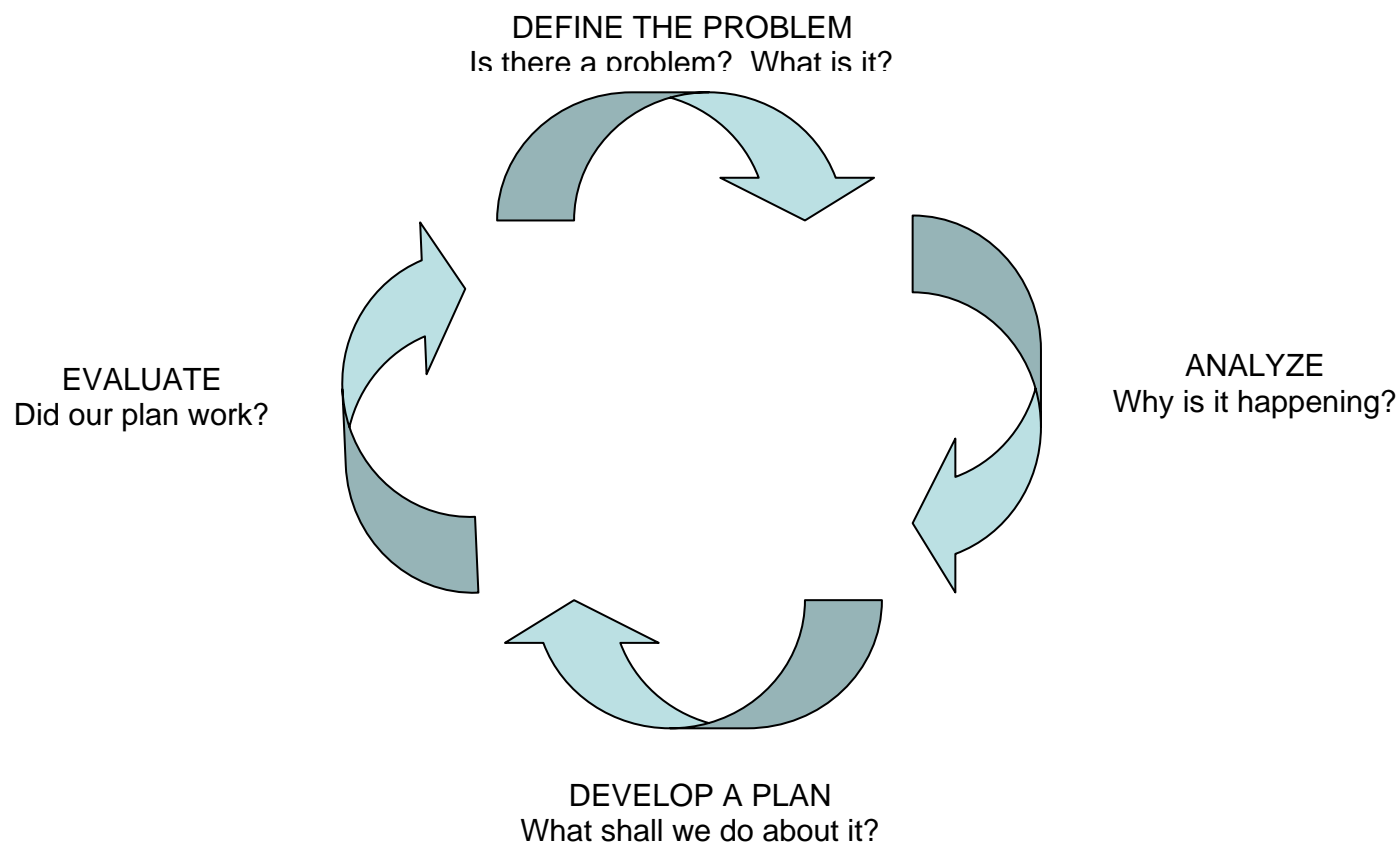 DEFINE THE PROBLEM
Is there a problem?  What is it?
ANALYZE
Why is it happening?
DEVELOP A PLAN
What shall we do about it?
EVALUATE
Did our plan work?